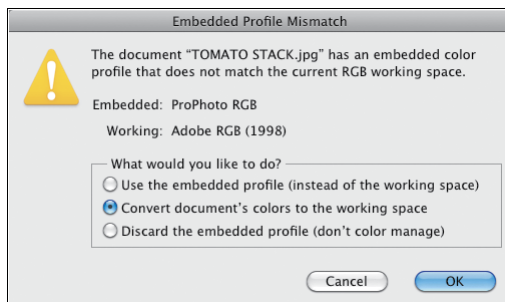 Embedded Profile Mismatch
The document “TOMATO STACK.jpg” has an embedded color
profile that does not match the current RGB working space.
Embedded: ProPhoto RGB
Working: Adobe RGB (1998)
What would you like to do?
Use the embedded profile (instead of the working space)
Convert document's colors to the working space
Discard the embedded profile (don't color manage)
Cancel OK